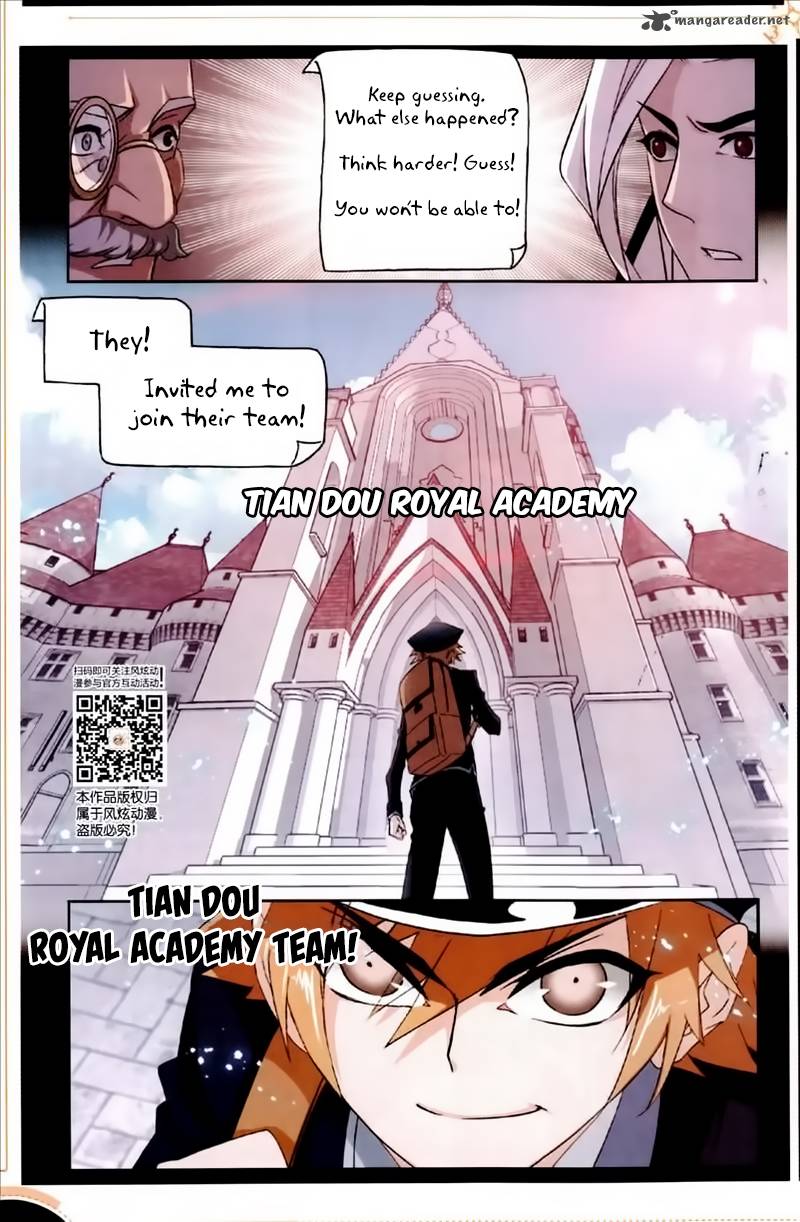 mangareader.net
Keep guessing.
What else happened?
Think harder! Guess!
You won't be able to!
They!
Invited me to
join their team!
TIAN DOU ROYAL ACADEMY
扫码即可关注风炫动
漫参与官方互动活动!
本作品版权归
属于风炫动漫,
盗版必究!
TIAN DOU
ROYAL ACADEMY TEAM!